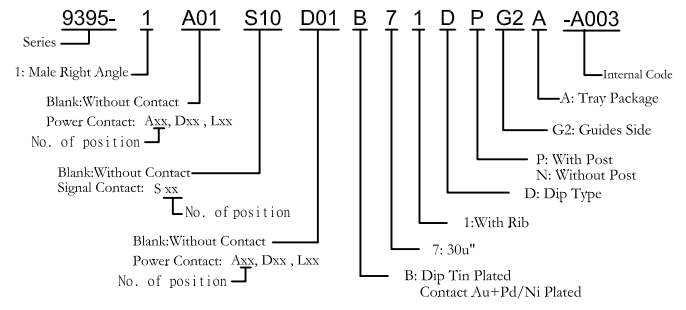 9395- 1 A01 S10 D01 B 7 1 D P G2 A -A003
Series
Internal Code
1: Male Right Angle
Blank:Without Contact
A: Tray Package
Power Contact: Axx, Dxx , Lxx
No. of position
G2: Guides Side
P: With Post
Blank:Without Contact
N: Without Post
Signal Contact: S xx
D: Dip Type
No. of position
1:With Rib
Blank:Without Contact
7: 30u"
Power Contact: Axx, Dxx , Lxx
No. of position
B: Dip Tin Plated
Contact Au+Pd/Ni Plated